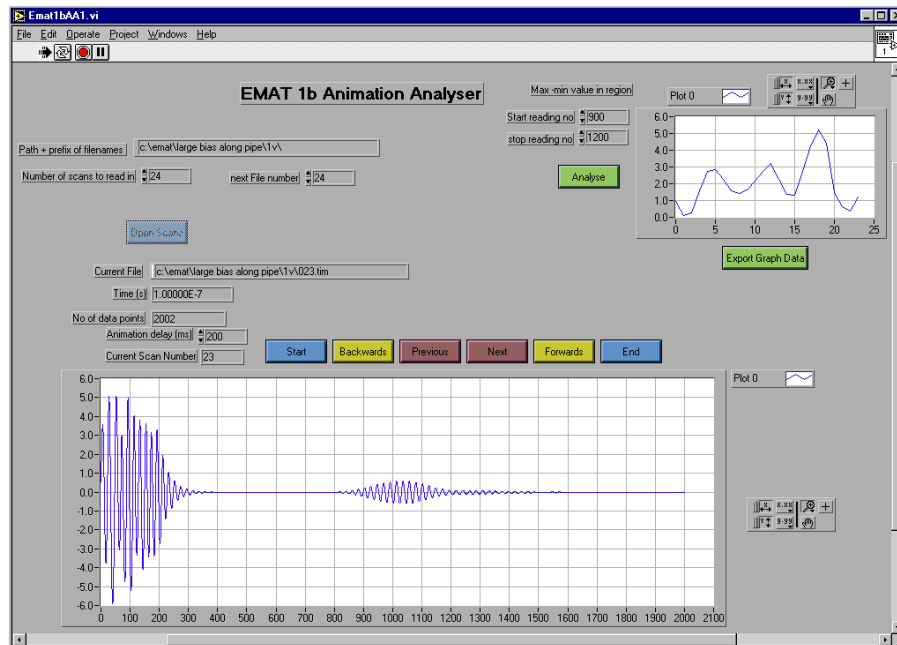 Emat1bAA1.vi
File Edit Operate Project Windows Help
1
EMAT 1b Animation Analyser
Max -min value in region
Plot 0
Start reading no 900
stop reading no 1200
Path + prefix of filenames c:\emat\large bias along pipe\1v\
Number of scans to read in 24 next File number 24
Analyse
6.0
5.0
4.0
3.0
2.0
1.0
0.0
0 5 10 15 20 25
Open Scans
Export Graph Data
Current File c:\emat\large bias along pipe\1v\023.tim
Time (s) 1.00000E-7
No of data points 2002
Animation delay (ms) 200
Current Scan Number 23
Start Backwards Previous Next Forwards End
Plot 0
6.0
5.0
4.0
3.0
2.0
1.0
0.0
-1.0
-2.0
-3.0
-4.0
-5.0
-6.0
0 100 200 300 400 500 600 700 800 900 1000 1100 1200 1300 1400 1500 1600 1700 1800 1900 2000 2100